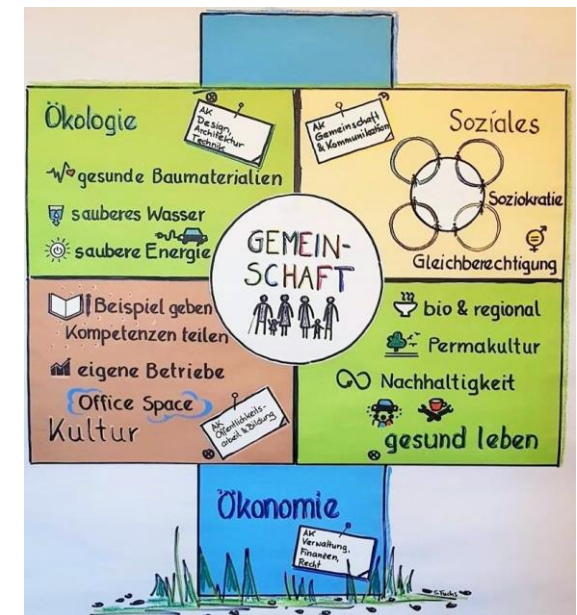 Ökologie
AK
Design,
Architektur
Technik
gesunde Baumaterialien
sauberes Wasser
saubere Energie
AK
Gemeinschaft
& Kommunikation
Soziales
Soziokratie
Gleichberechtigung
GEMEIN-
SCHAFT
Beispiel geben
Kompetenzen teilen
eigene Betriebe
Office Space
Kultur
AK
Öffentlichkeits-
arbeit & Bildung
bio & regional
Permakultur
Nachhaltigkeit
gesund leben
Ökonomie
AK
Verwaltung,
Finanzen,
Recht
S.Fuchs